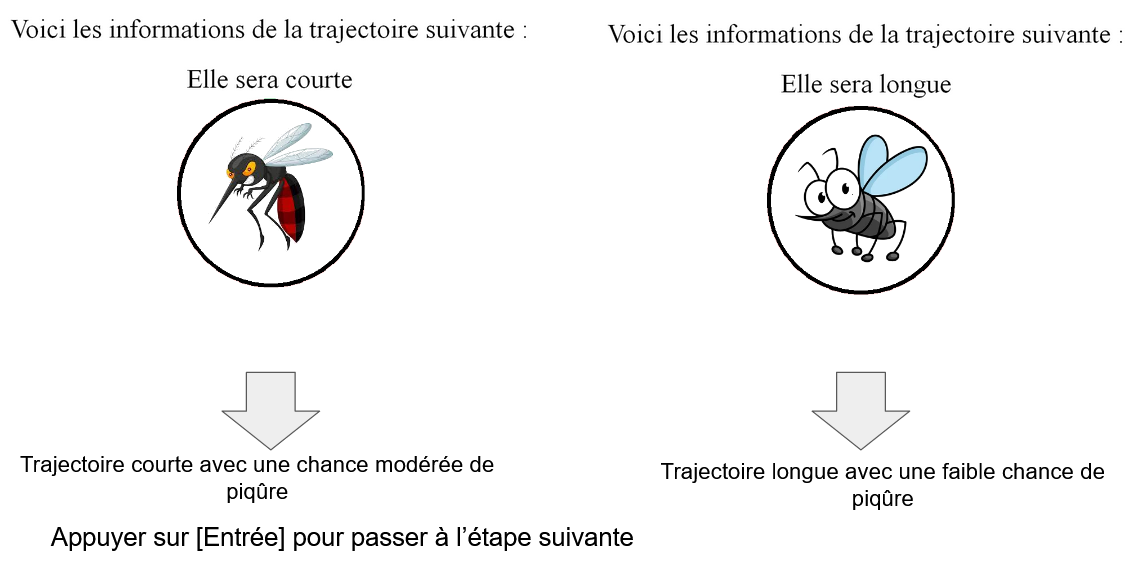 Voici les informations de la trajectoire suivante :
Elle sera courte
Trajectoire courte avec une chance modérée de
piqûre
Voici les informations de la trajectoire suivante :
Elle sera longue
Trajectoire longue avec une faible chance de
piqûre
Appuyer sur [Entrée] pour passer à l'étape suivante